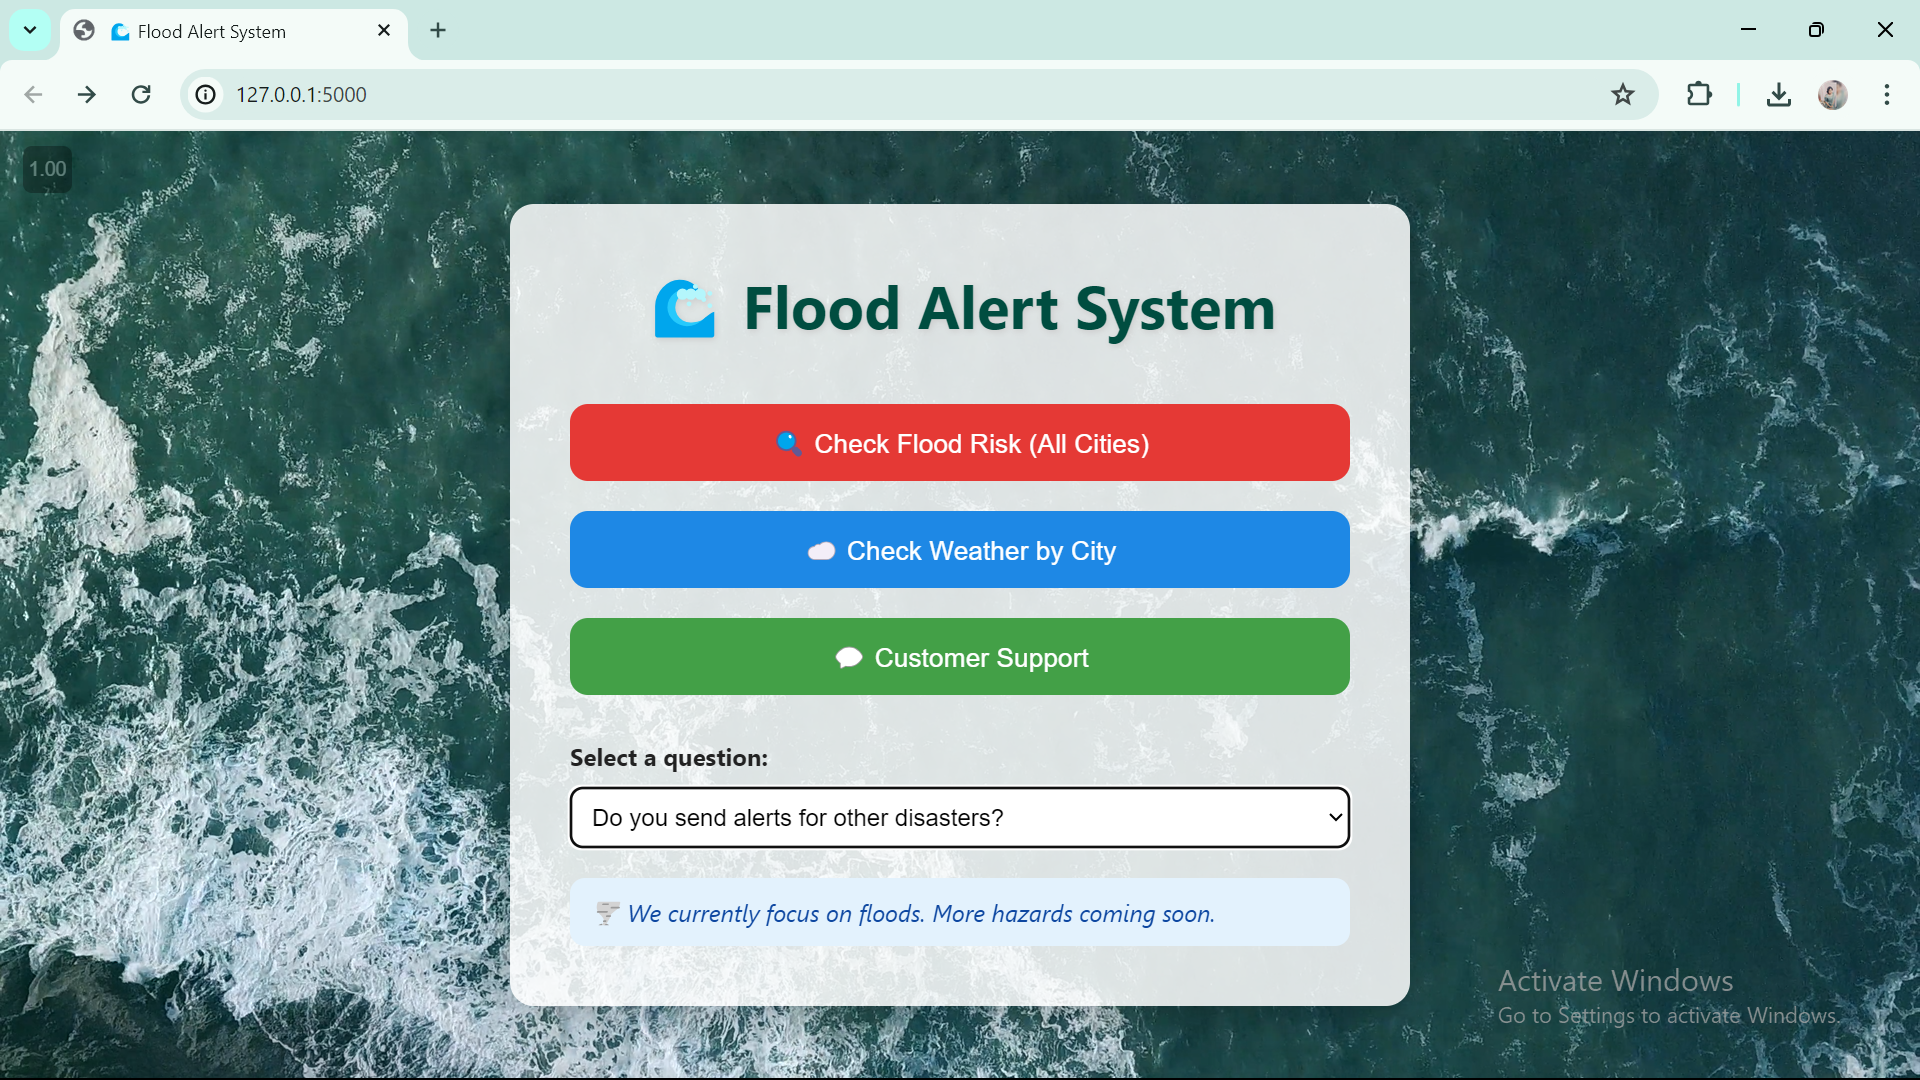 Flood Alert System
127.0.0.1:5000
1.00
Flood Alert System
Check Flood Risk (All Cities)
Check Weather by City
Customer Support
Select a question:
Do you send alerts for other disasters?
We currently focus on floods. More hazards coming soon.
Activate Windows
Go to Settings to activate Windows.